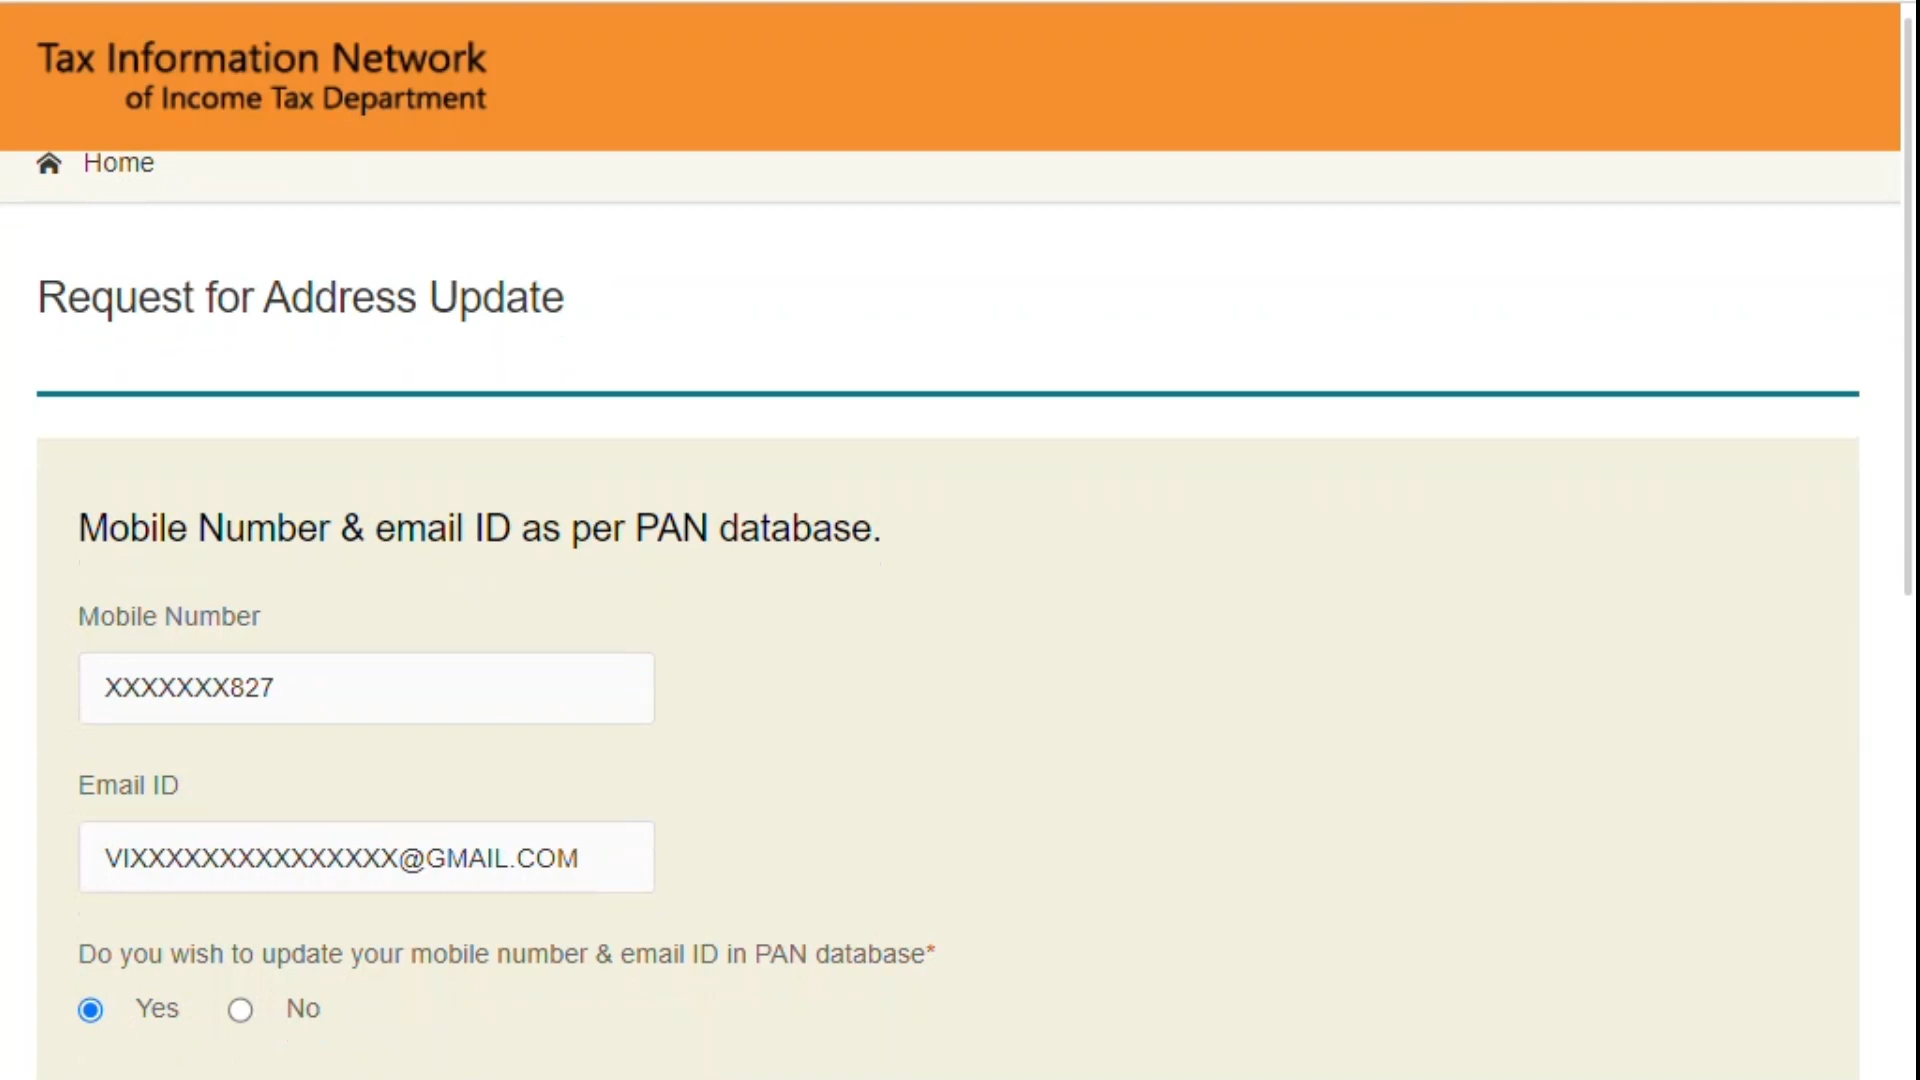 Tax Information Network
of Income Tax Department
Home
Request for Address Update
Mobile Number & email ID as per PAN database.
Mobile Number
XXXXXXX827
Email ID
VIXXXXXXXXXXXXXXX@GMAIL.COM
Do you wish to update your mobile number & email ID in PAN database*
Yes No